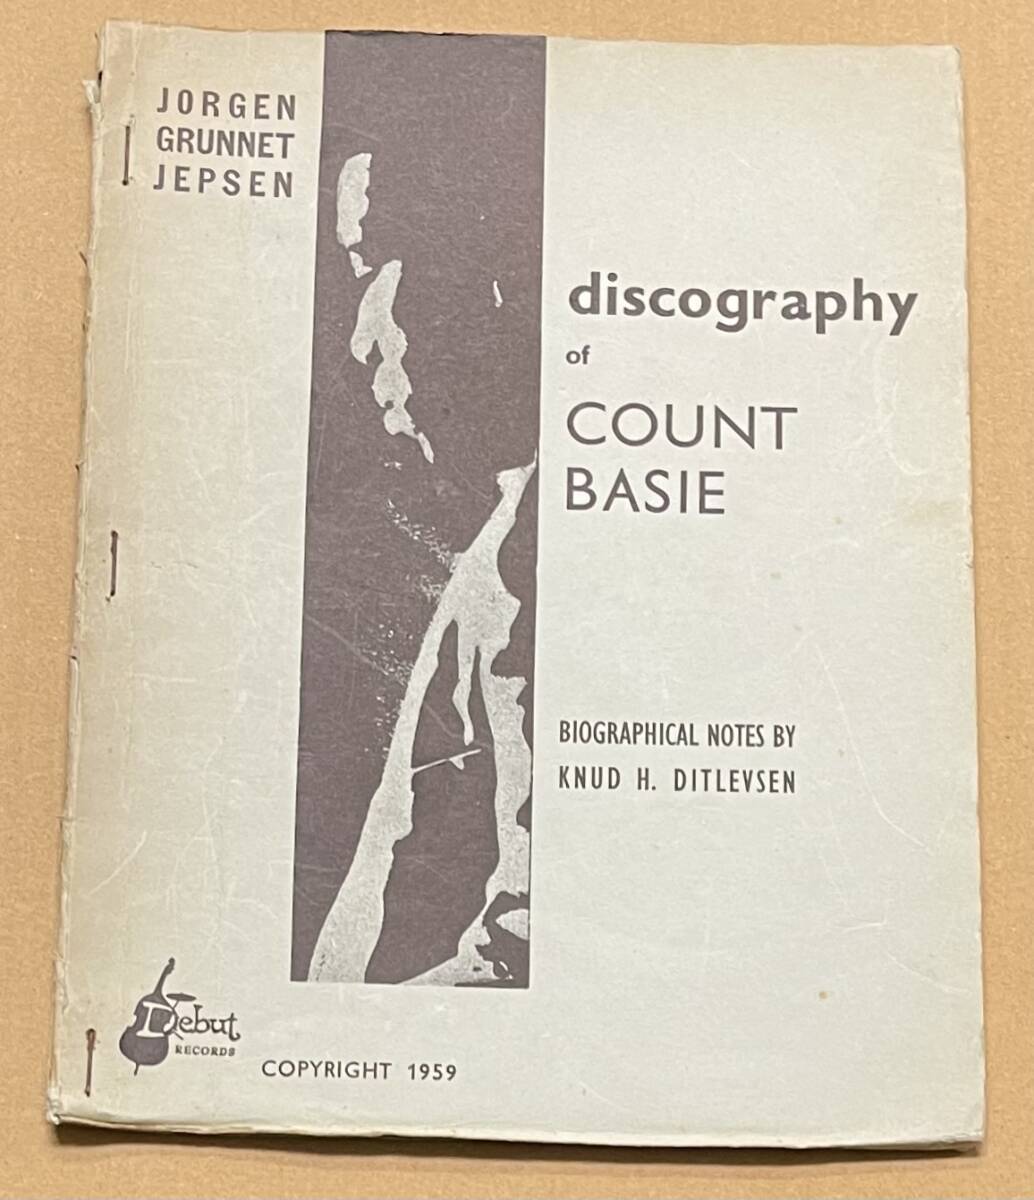 JORGEN
GRUNNET
JEPSEN
discography
of
COUNT
BASIE
BIOGRAPHICAL NOTES BY
KNUD H. DITLEVSEN
Debut
RECORDS
COPYRIGHT 1959